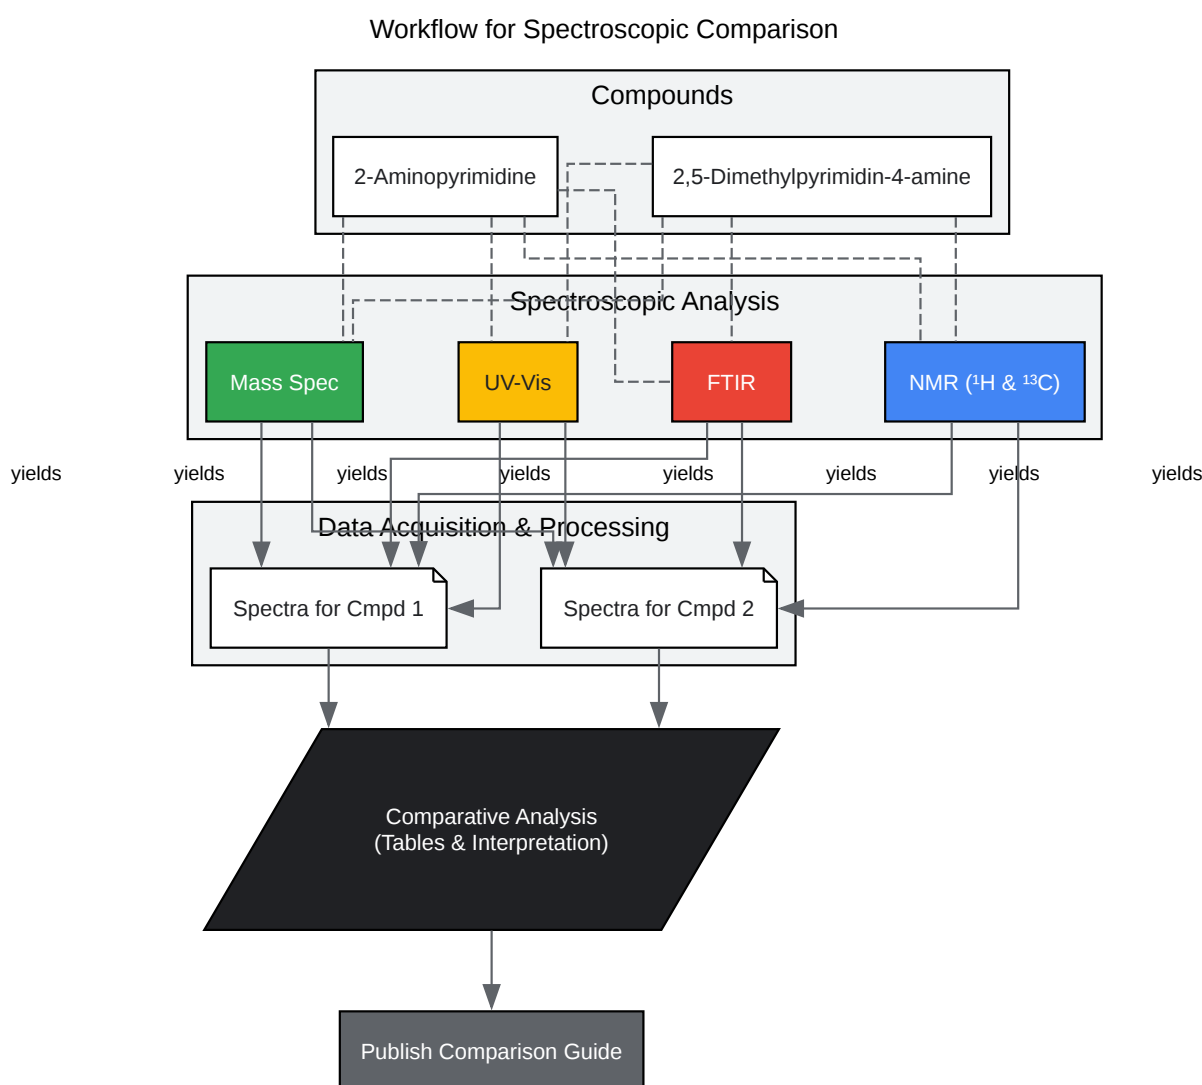 Workflow for Spectroscopic Comparison
Compounds
2-Aminopyrimidine
2,5-Dimethylpyrimidin-4-amine
Spectroscopic Analysis
Mass Spec
UV-Vis
FTIR
NMR (¹H & ¹³C)
yields
yields
yields
yields
yields
yields
yields
yields
Data Acquisition & Processing
Spectra for Cmpd 1
Spectra for Cmpd 2
Comparative Analysis
(Tables & Interpretation)
Publish Comparison Guide